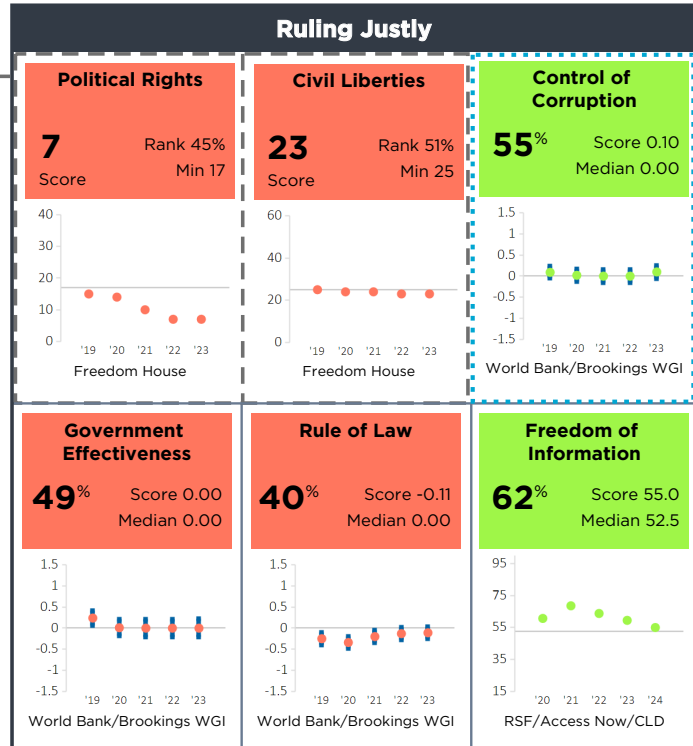 Ruling Justly
Political Rights
7
Score
Rank 45%
Min 17
40
30
20
10
0
'19 '20 '21 '22 '23
Freedom House
Civil Liberties
23
Score
Rank 51%
Min 25
60
40
20
0
'19 '20 '21 '22 '23
Freedom House
Control of
Corruption
55%
Score 0.10
Median 0.00
1.5
1
0.5
0
-0.5
-1
-1.5
'19 '20 '21 '22 '23
World Bank/Brookings WGI
Government
Effectiveness
49%
Score 0.00
Median 0.00
1.5
1
0.5
0
-0.5
-1
-1.5
'19 '20 '21 '22 '23
World Bank/Brookings WGI
Rule of Law
40%
Score -0.11
Median 0.00
1.5
1
0.5
0
-0.5
-1
-1.5
'19 '20 '21 '22 '23
World Bank/Brookings WGI
Freedom of
Information
62%
Score 55.0
Median 52.5
95
75
55
35
15
'20 '21 '22 '23 '24
RSF/Access Now/CLD